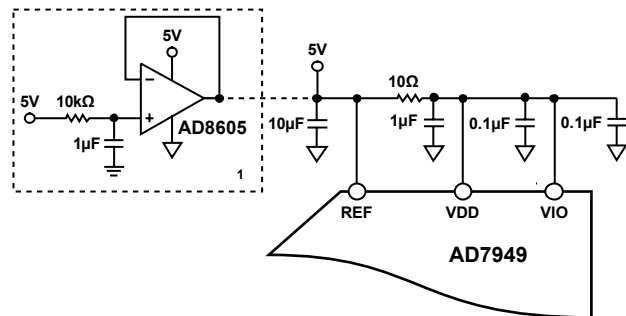 5V
5V
5V
10kΩ
10Ω
−
+
AD8605
1µF
10µF
1µF
0.1µF
0.1µF
1
REF
VDD
VIO
AD7949